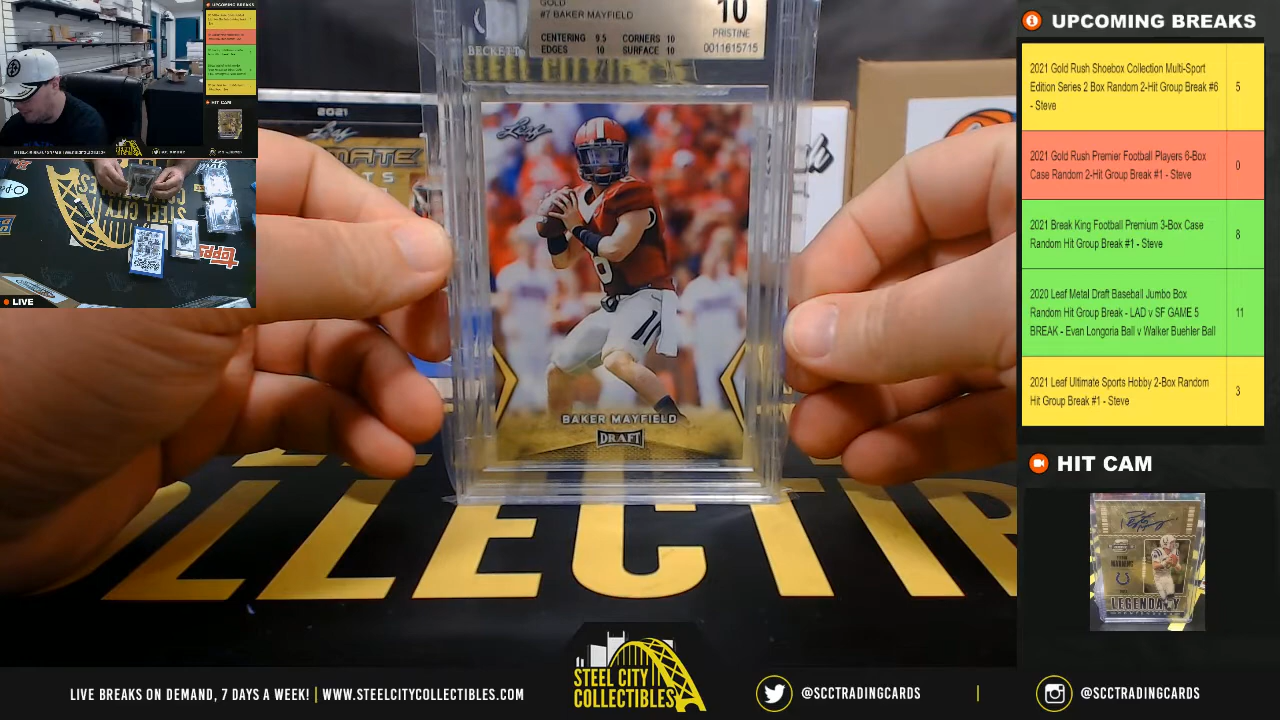 GOLD
#7 BAKER MAYFIELD
10
PRISTINE
CENTERING 9.5 CORNERS 10
EDGES 10 SURFACE 10
0011615715
BECKETT
STEEL CITY COLLECTIBLES
2021
Leaf
Leaf
BAKER MAYFIELD
DRAFT
LIVE
UPCOMING BREAKS
2021 Gold Rush Shoebox Collection Multi-Sport
Edition Series 2 Box Random 2-Hit Group Break #6
- Steve
5
2021 Gold Rush Premier Football Players 6-Box
Case Random 2-Hit Group Break #1 - Steve
0
2021 Break King Football Premium 3-Box Case
Random Hit Group Break #1 - Steve
8
2020 Leaf Metal Draft Baseball Jumbo Box
Random Hit Group Break - LAD v SF GAME 5
BREAK - Evan Longoria Ball v Walker Buehler Ball
11
2021 Leaf Ultimate Sports Hobby 2-Box Random
Hit Group Break #1 - Steve
3
HIT CAM
LEGENDARY
LIVE BREAKS ON DEMAND, 7 DAYS A WEEK! | WWW.STEELCITYCOLLECTIBLES.COM
STEEL CITY
COLLECTIBLES
@SCCTRADINGCARDS
@SCCTRADINGCARDS